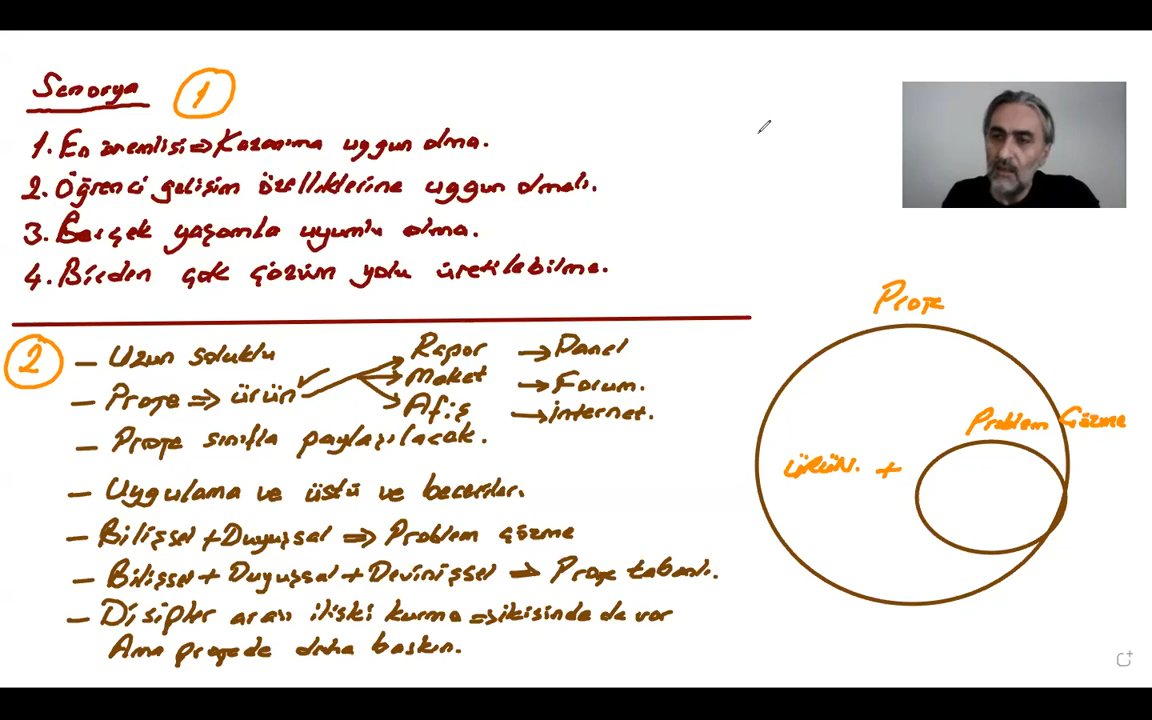 Senorya 1
1. En önemlisi => Kazanıma uygun olma.
2. Öğrenci gelişim özelliklerine uygun olmalı.
3. Gerçek yaşamla uyumlu olma.
4. Birden çok çözüm yolu üretilebilme.
2
— Uzun soluklu
— Proje => ürün
Rapor → Panel
Maket → Forum.
Afiş → internet.
— Proje sınıfla paylaşılacak.
— Uygulama ve üstü ve beceriler.
— Bilişsel + Duyuşsal => Problem çözme
— Bilişsel + Duyuşsal + Devinişsel => Proje tabanlı.
— Disipler arası ilişki kurma => ikisinde de var
Ama projede daha baskın.
Proje
Problem Çözme
ÜRÜN. +